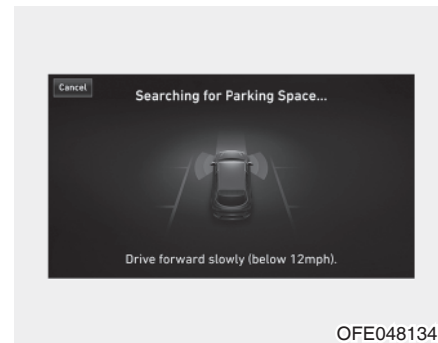 Cancel
Searching for Parking Space...
Drive forward slowly (below 12mph).
OFE048134